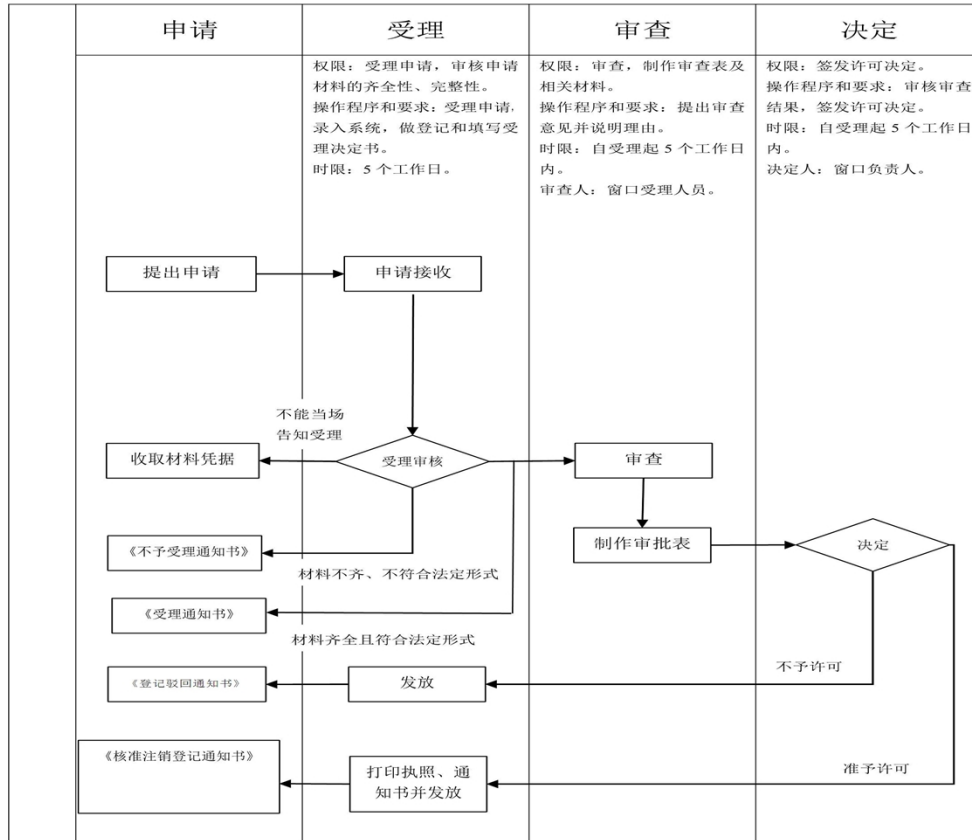 申请
受理
审查
决定
权限：受理申请，审核申请
材料的齐全性、完整性。
操作程序和要求：受理申请，
录入系统，做登记和填写受
理决定书。
时限：5 个工作日。
权限：审查，制作审查表及
相关材料。
操作程序和要求：提出审查
意见并说明理由。
时限：自受理起 5 个工作日
内。
审查人：窗口受理人员。
权限：签发许可决定。
操作程序和要求：审核审查
结果，签发许可决定。
时限：自受理起 5 个工作日
内。
决定人：窗口负责人。
提出申请
申请接收
不能当场
告知受理
收取材料凭据
受理审核
审查
《不予受理通知书》
制作审批表
决定
材料不齐、不符合法定形式
《受理通知书》
材料齐全且符合法定形式
不予许可
《登记驳回通知书》
发放
《核准注销登记通知书》
打印执照、通
知书并发放
准予许可